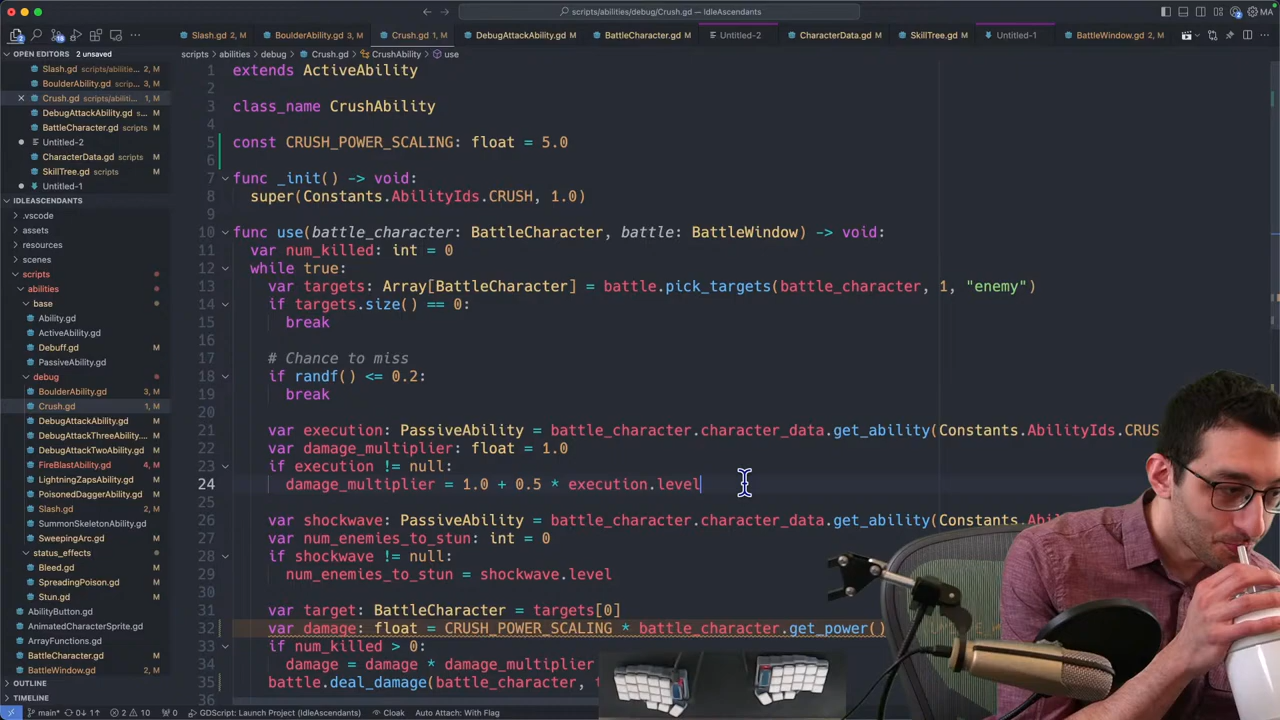 scripts/abilities/debug/Crush.gd — IdleAscendants
MA
Slash.gd 2, M
BoulderAbility.gd 3, M
Crush.gd 1, M
DebugAttackAbility.gd M
BattleCharacter.gd M
Untitled-2
CharacterData.gd M
SkillTree.gd M
Untitled-1
BattleWindow.gd 2, M
OPEN EDITORS 2 unsaved
Slash.gd scripts/abilitie... 2, M
BoulderAbility.gd scrip... 3, M
Crush.gd scripts/abiliti... 1, M
DebugAttackAbility.gd s... M
BattleCharacter.gd scrip... M
Untitled-2
CharacterData.gd scripts M
SkillTree.gd scripts M
Untitled-1
IDLEASCENDANTS
.vscode
assets
resources
scenes
scripts
abilities
base
Ability.gd
ActiveAbility.gd
Debuff.gd M
PassiveAbility.gd
debug
BoulderAbility.gd 3, M
Crush.gd 1, M
DebugAttackAbility.gd M
DebugAttackThreeAbility.... M
DebugAttackTwoAbility.gd M
FireBlastAbility.gd 4, M
LightningZapsAbility.gd M
PoisonedDaggerAbility.gd M
Slash.gd 2, M
SummonSkeletonAbility.gd M
SweepingArc.gd M
status_effects
Bleed.gd M
SpreadingPoison.gd M
Stun.gd M
AbilityButton.gd
AnimatedCharacterSprite.gd
ArrayFunctions.gd
BattleCharacter.gd M
BattleWindow.gd 2, M
OUTLINE
TIMELINE
scripts > abilities > debug > Crush.gd > CrushAbility > use
1 extends ActiveAbility
2
3 class_name CrushAbility
4
5 const CRUSH_POWER_SCALING: float = 5.0
6
7 func _init() -> void:
8 super(Constants.AbilityIds.CRUSH, 1.0)
9
10 func use(battle_character: BattleCharacter, battle: BattleWindow) -> void:
11 var num_killed: int = 0
12 while true:
13 var targets: Array[BattleCharacter] = battle.pick_targets(battle_character, 1, "enemy")
14 if targets.size() == 0:
15 break
16
17 # Chance to miss
18 if randf() <= 0.2:
19 break
20
21 var execution: PassiveAbility = battle_character.character_data.get_ability(Constants.AbilityIds.CRUS
22 var damage_multiplier: float = 1.0
23 if execution != null:
24 damage_multiplier = 1.0 + 0.5 * execution.level
25
26 var shockwave: PassiveAbility = battle_character.character_data.get_ability(Constants.Abil
27 var num_enemies_to_stun: int = 0
28 if shockwave != null:
29 num_enemies_to_stun = shockwave.level
30
31 var target: BattleCharacter = targets[0]
32 var damage: float = CRUSH_POWER_SCALING * battle_character.get_power()
33 if num_killed > 0:
34 damage = damage * damage_multiplier
35 battle.deal_damage(battle_character, t
36
main* 0↓ 1↑ 2 10 0 GDScript: Launch Project (IdleAscendants) Cloak Auto Attach: With Flag